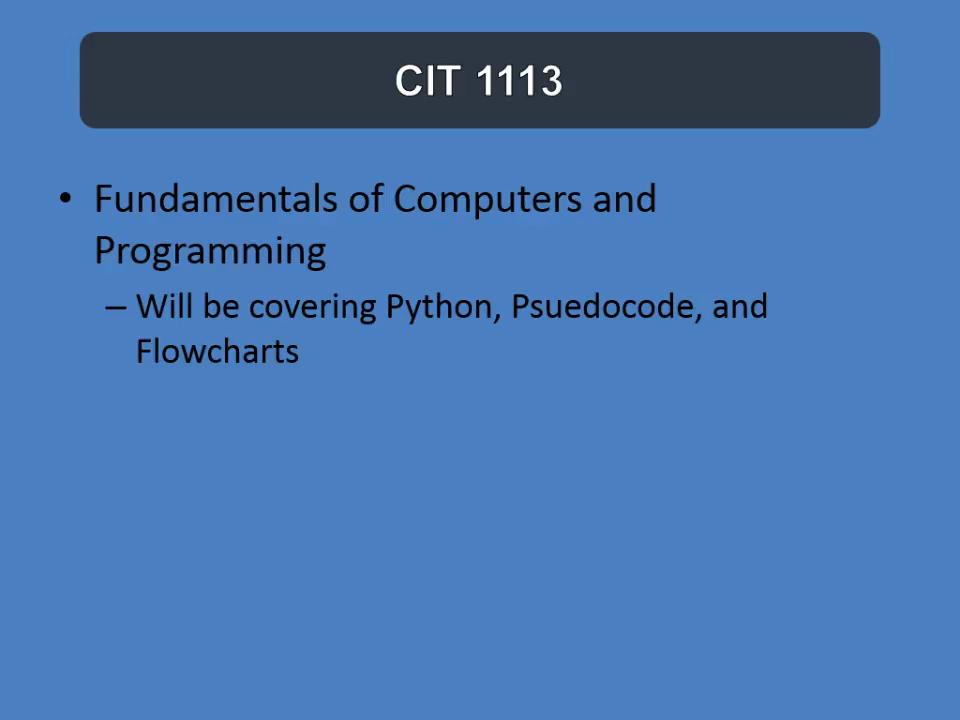 CIT 1113
• Fundamentals of Computers and
Programming
– Will be covering Python, Psuedocode, and
Flowcharts